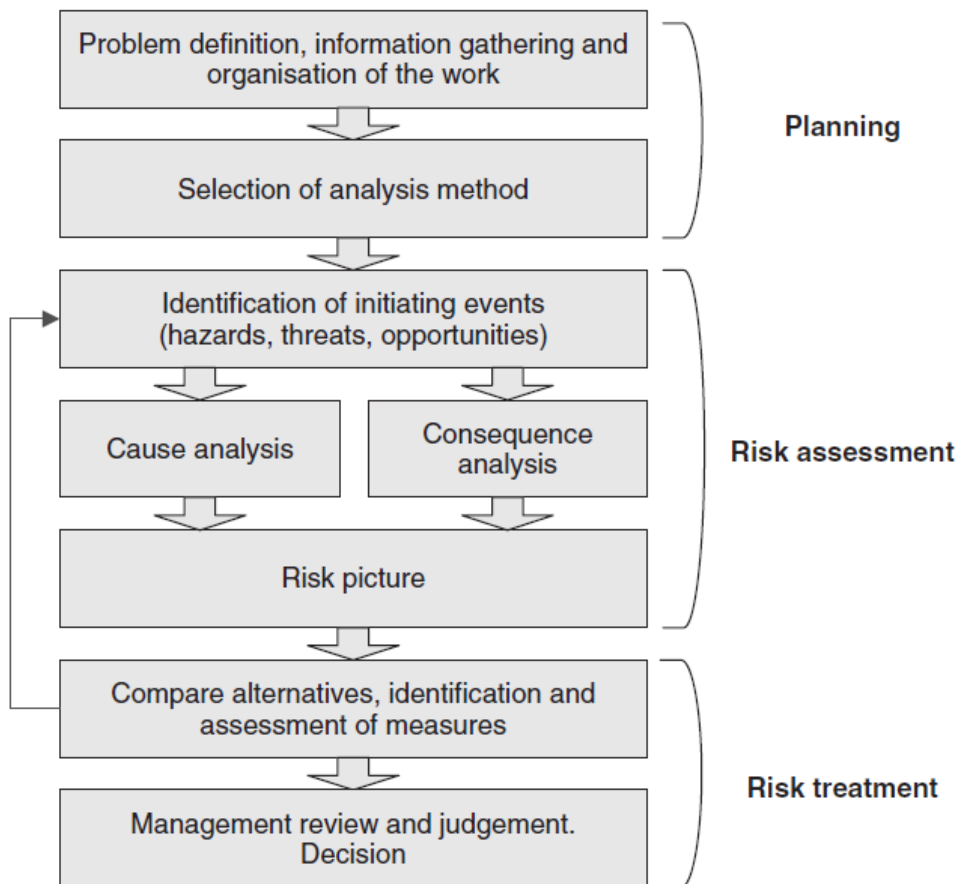 Problem definition, information gathering and
organisation of the work
Planning
Selection of analysis method
Identification of initiating events
(hazards, threats, opportunities)
Cause analysis
Consequence
analysis
Risk assessment
Risk picture
Compare alternatives, identification and
assessment of measures
Risk treatment
Management review and judgement.
Decision